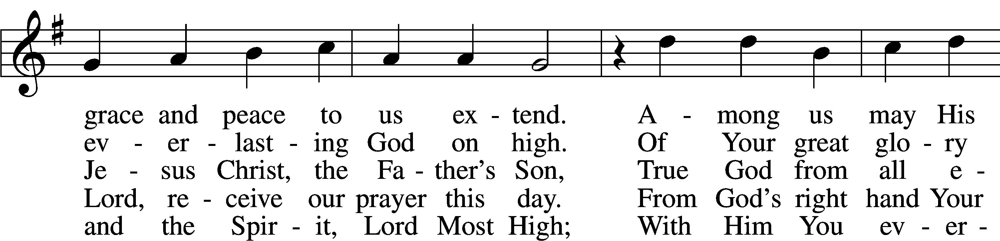 grace and peace to us ex - tend. A - mong us may His
ev - er - last - ing God on high. Of Your great glo - ry
Je - sus Christ, the Fa - ther’s Son, True God from all e -
Lord, re - ceive our prayer this day. From God’s right hand Your
and the Spir - it, Lord Most High; With Him You ev - er -